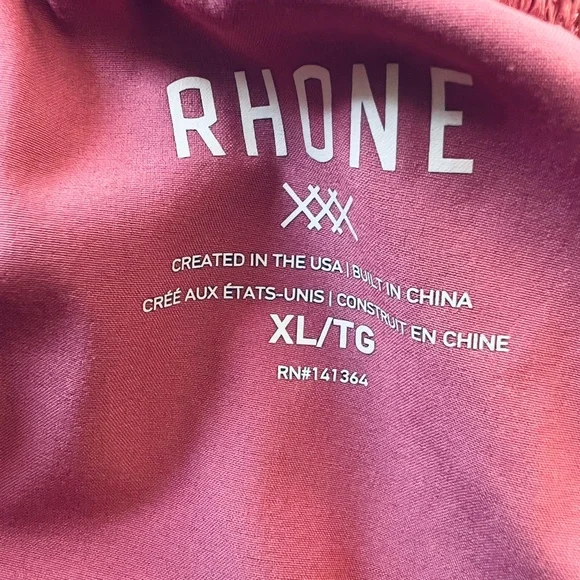 RHONE
CREATED IN THE USA | BUILT IN CHINA
CRÉÉ AUX ÉTATS-UNIS | CONSTRUIT EN CHINE
XL/TG
RN#141364